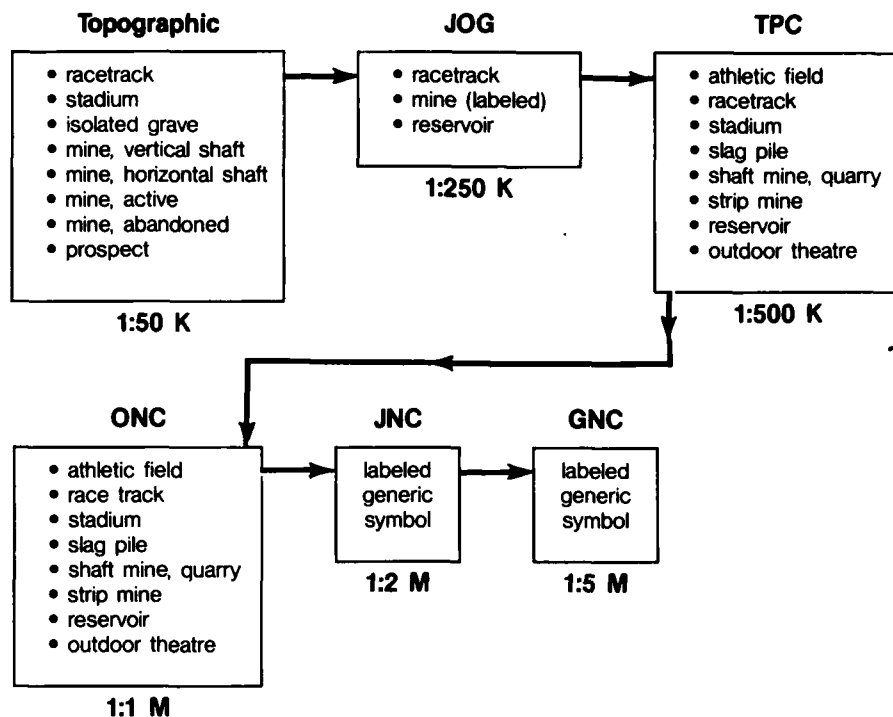 Topographic
• racetrack
• stadium
• isolated grave
• mine, vertical shaft
• mine, horizontal shaft
• mine, active
• mine, abandoned
• prospect
1:50 K
JOG
• racetrack
• mine (labeled)
• reservoir
1:250 K
TPC
• athletic field
• racetrack
• stadium
• slag pile
• shaft mine, quarry
• strip mine
• reservoir
• outdoor theatre
1:500 K
ONC
• athletic field
• race track
• stadium
• slag pile
• shaft mine, quarry
• strip mine
• reservoir
• outdoor theatre
1:1 M
JNC
labeled
generic
symbol
1:2 M
GNC
labeled
generic
symbol
1:5 M